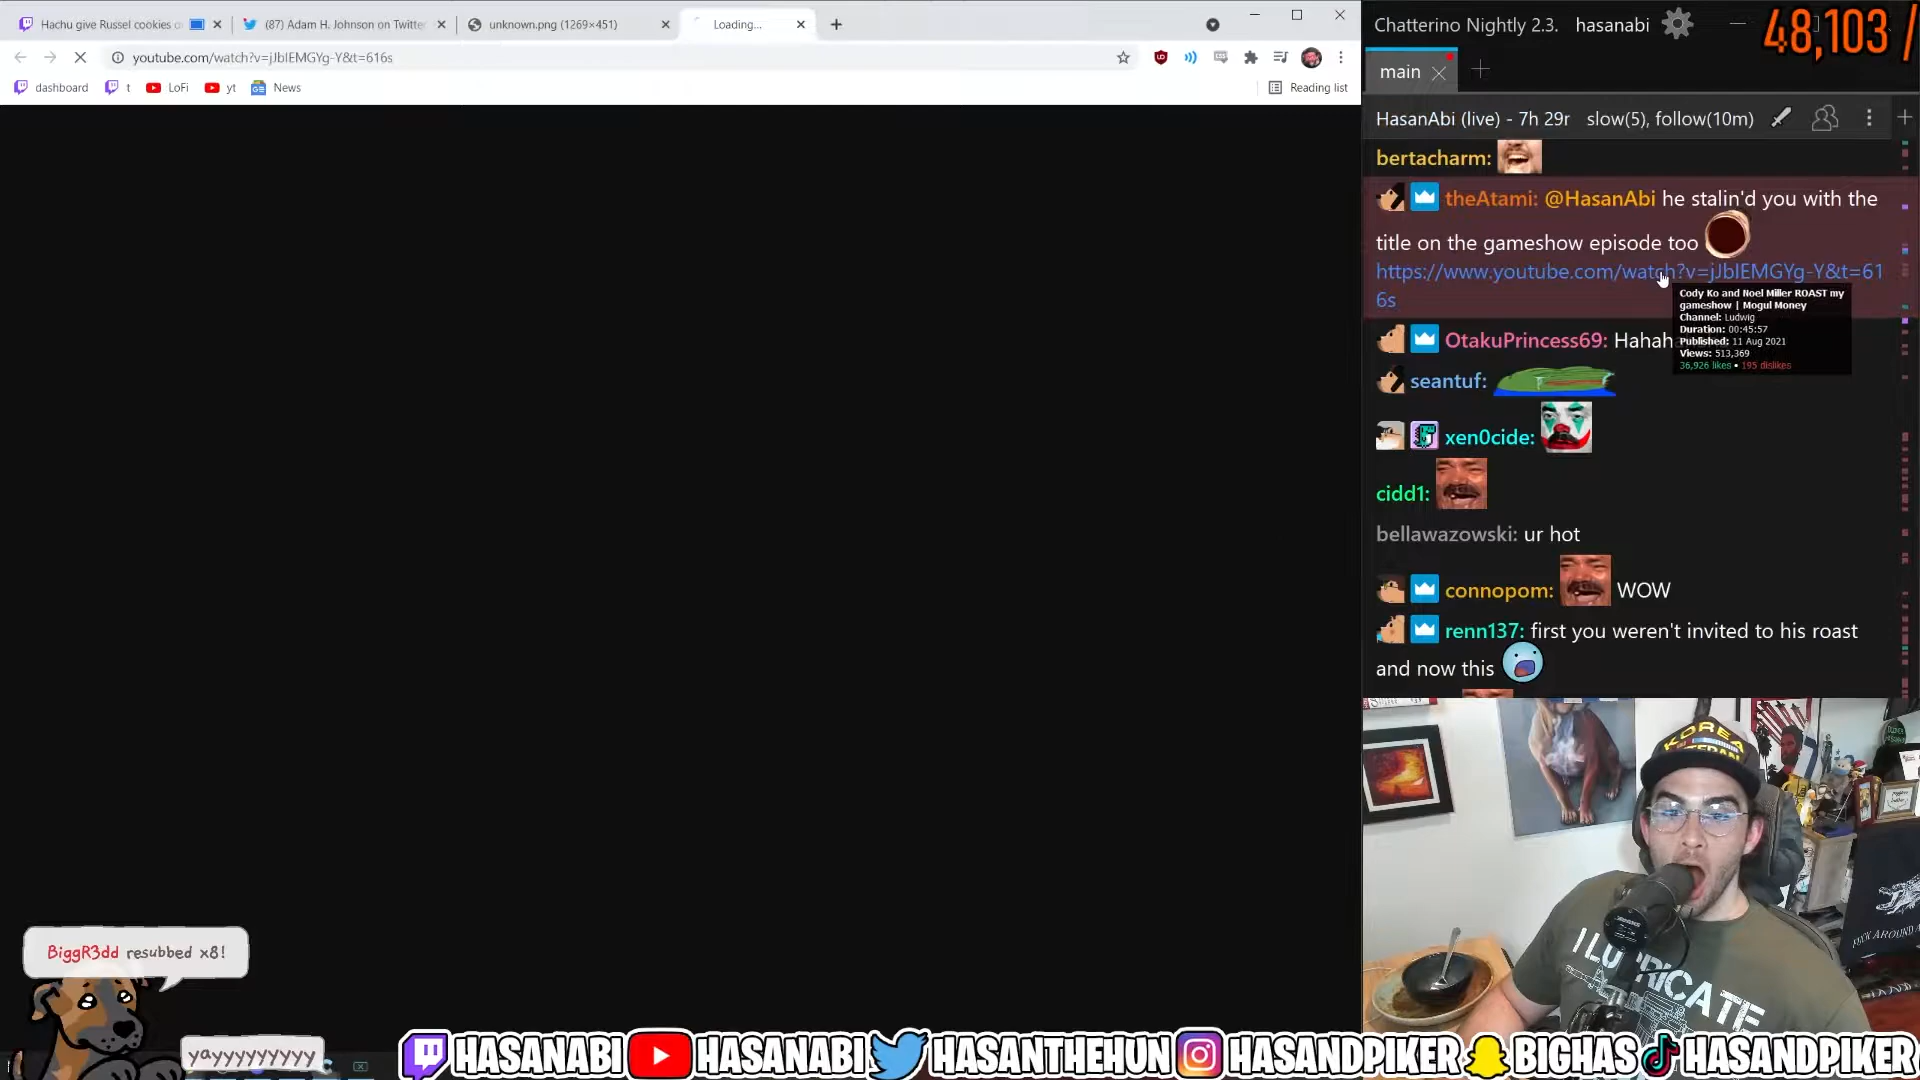 Hachu give Russel cookies o
(87) Adam H. Johnson on Twitter
unknown.png (1269×451)
Loading...
youtube.com/watch?v=jJbIEMGYg-Y&t=616s
dashboard
t
LoFi
yt
News
Reading list
Chatterino Nightly 2.3.
hasanabi
48,103 /
main
HasanAbi (live) - 7h 29r slow(5), follow(10m)
bertacharm:
theAtami: @HasanAbi he stalin'd you with the
title on the gameshow episode too
https://www.youtube.com/watch?v=jJbIEMGYg-Y&t=61
6s
Cody Ko and Noel Miller ROAST my
gameshow | Mogul Money
Channel: Ludwig
Duration: 00:45:57
Published: 11 Aug 2021
Views: 513,369
36,926 likes • 195 dislikes
OtakuPrincess69: Hahah
seantuf:
xen0cide:
cidd1:
bellawazowski: ur hot
connopom: WOW
renn137: first you weren't invited to his roast
and now this
KOREA
BiggR3dd resubbed x8!
yayyyyyyyyy
FUCK AROUND A
HASANABI HASANABI HASANTHEHUN HASANDPIKER BIGHAS HASANDPIKER